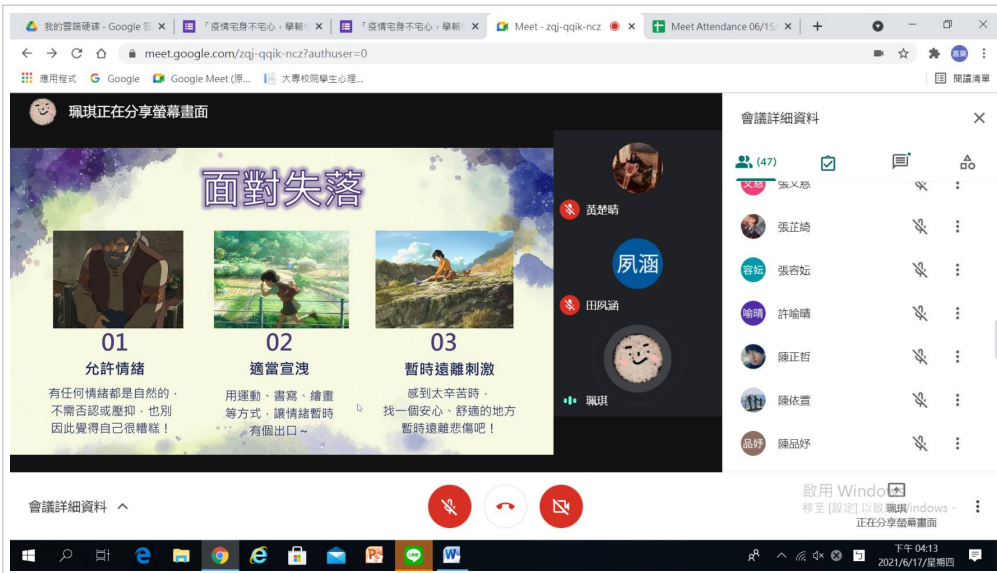 我的雲端硬碟 - Google 雲
「疫情宅身不宅心，學輔
「疫情宅身不宅心，學輔
Meet - zqj-qqik-ncz
Meet Attendance 06/15/
meet.google.com/zqj-qqik-ncz?authuser=0
嘉蘭
應用程式
G Google
Google Meet (原...
大專校院學生心理...
閱讀清單
珮琪正在分享螢幕畫面
面對失落
01
允許情緒
有任何情緒都是自然的，
不需否認或壓抑，也別
因此覺得自己很糟糕！
02
適當宣洩
用運動、書寫、繪畫
等方式，讓情緒暫時
有個出口~
03
暫時遠離刺激
感到太辛苦時，
找一個安心、舒適的地方
暫時遠離悲傷吧！
黃楚晴
夙涵
田夙涵
珮琪
會議詳細資料
(47)
張芷綺
容妘
張容妘
喻晴
許喻晴
陳正哲
陳依萱
品妤
陳品妤
會議詳細資料
啟用 Windows
移至 [設定] 以啟用 Windows。
珮琪
正在分享螢幕畫面
下午 04:13
2021/6/17/星期四